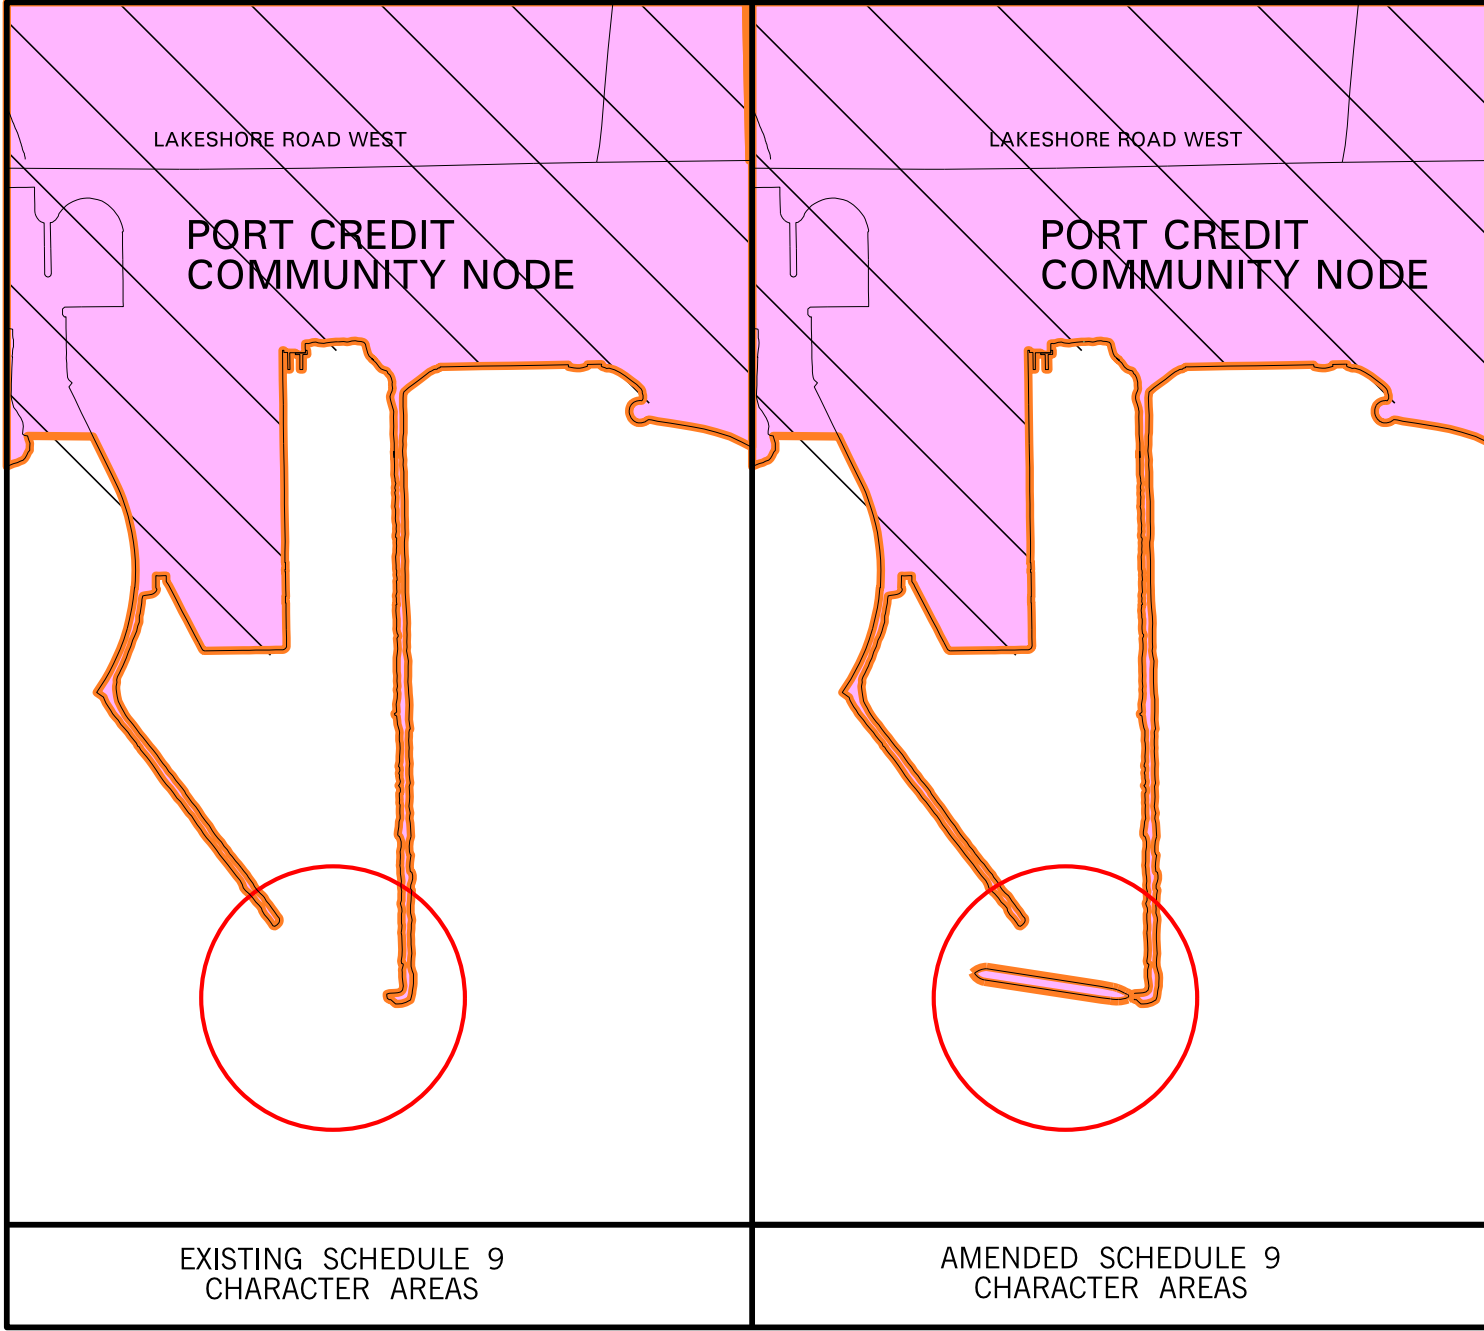 LAKESHORE ROAD WEST
PORT CREDIT
COMMUNITY NODE
EXISTING SCHEDULE 9
CHARACTER AREAS
LAKESHORE ROAD WEST
PORT CREDIT
COMMUNITY NODE
AMENDED SCHEDULE 9
CHARACTER AREAS